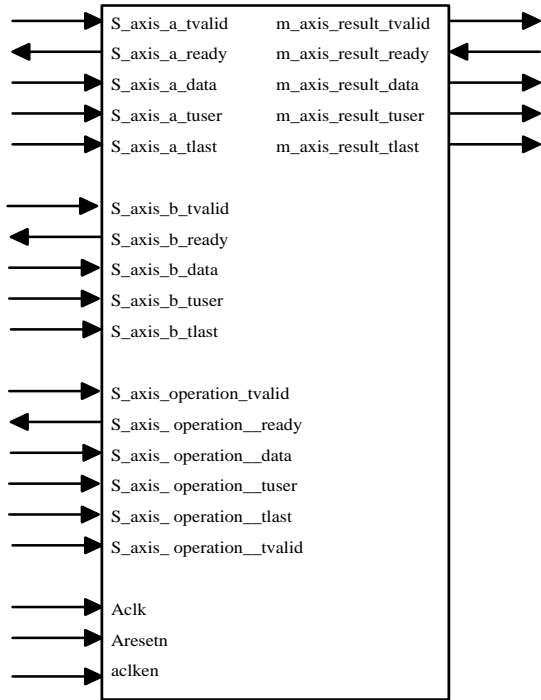 S_axis_a_tvalid m_axis_result_tvalid
S_axis_a_ready m_axis_result_ready
S_axis_a_data m_axis_result_data
S_axis_a_tuser m_axis_result_tuser
S_axis_a_tlast m_axis_result_tlast
S_axis_b_tvalid
S_axis_b_ready
S_axis_b_data
S_axis_b_tuser
S_axis_b_tlast
S_axis_operation_tvalid
S_axis_ operation__ready
S_axis_ operation__data
S_axis_ operation__tuser
S_axis_ operation__tlast
S_axis_ operation__tvalid
Aclk
Aresetn
aclken